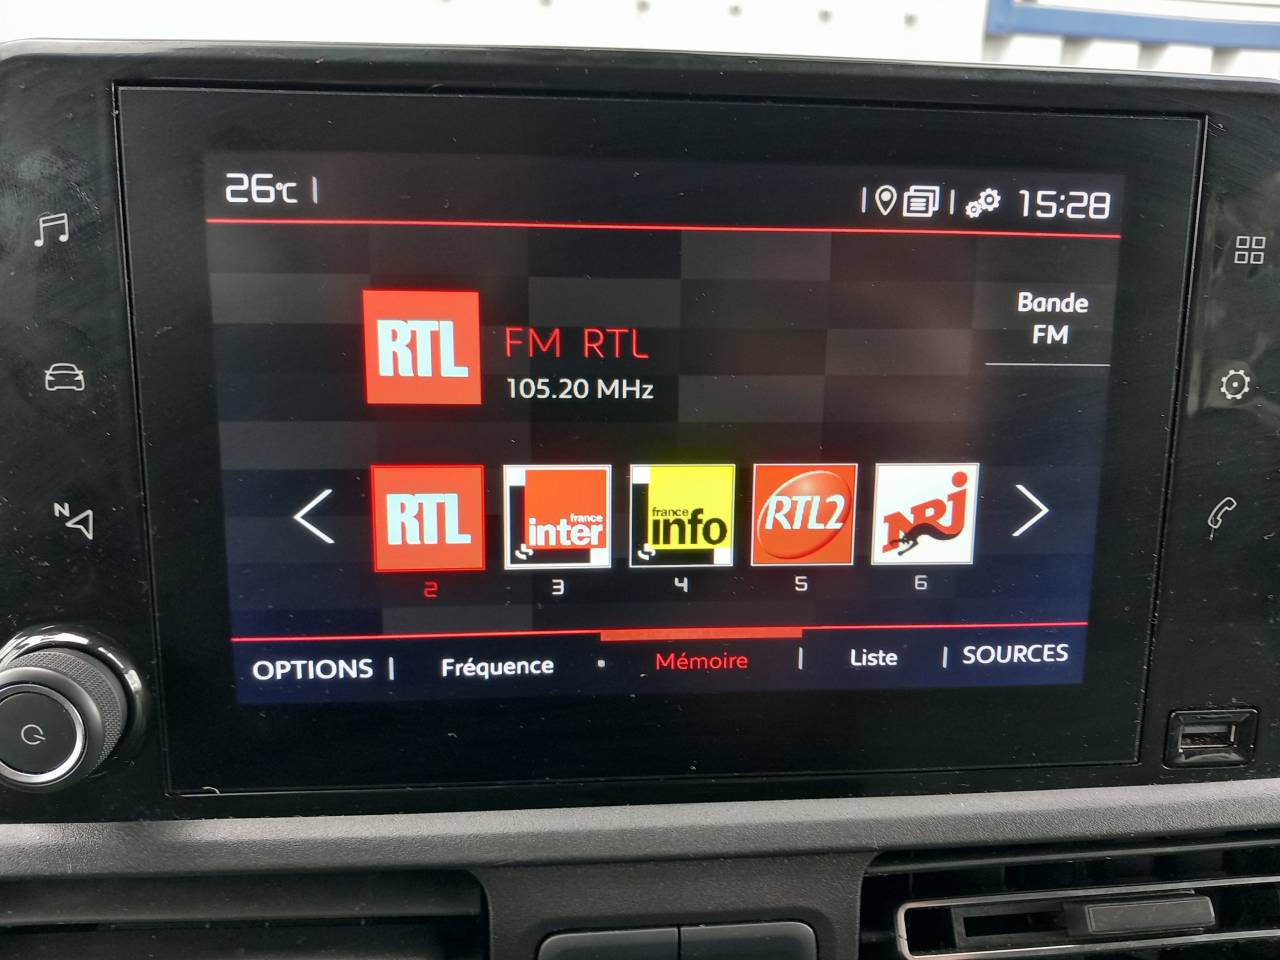 26°C
15:28
Bande
FM
RTL
FM RTL
105.20 MHz
RTL
france
inter
france
info
RTL2
NRJ
2
3
4
5
6
OPTIONS
Fréquence
Mémoire
Liste
SOURCES
N